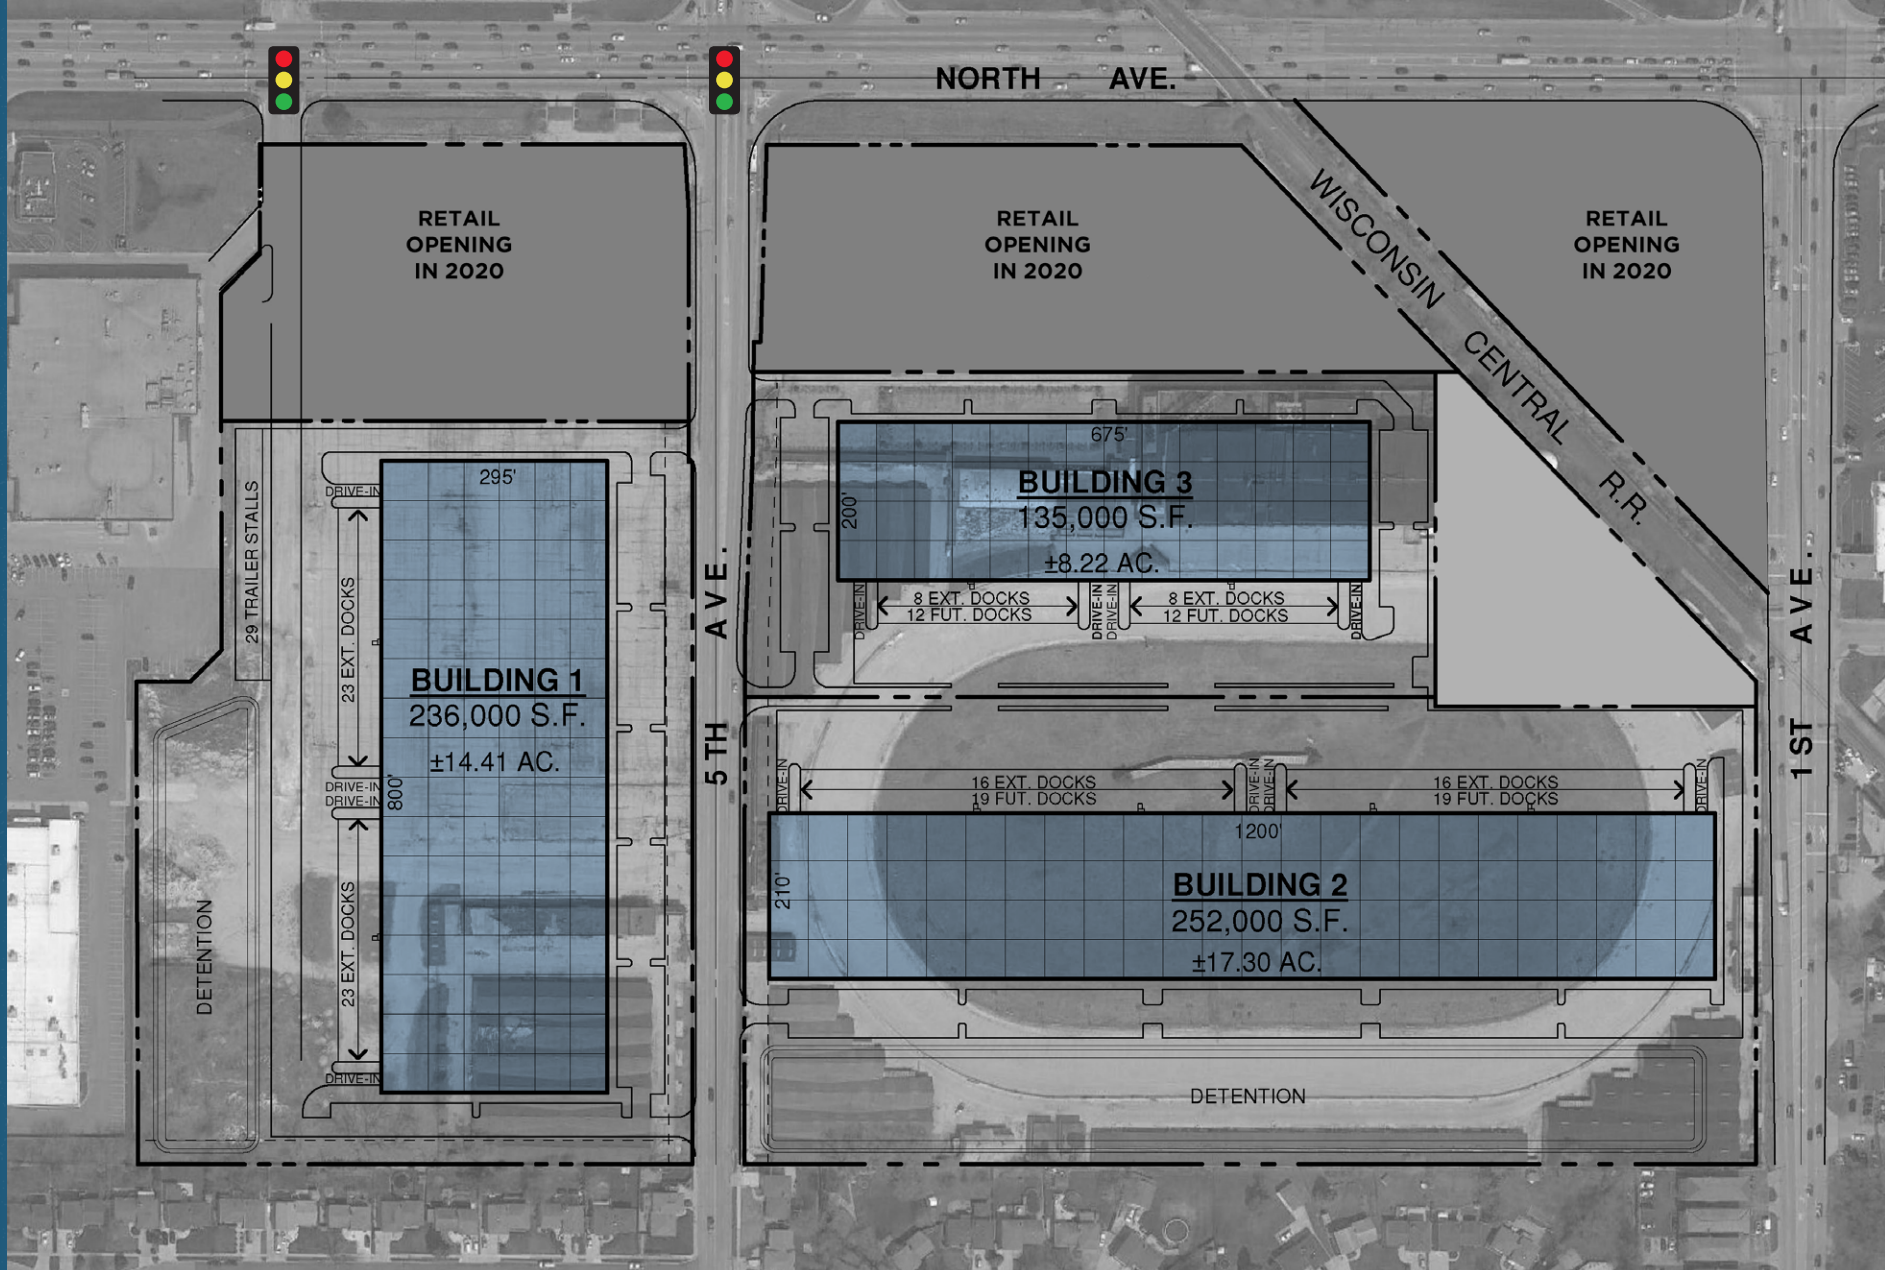 NORTH AVE.
RETAIL
OPENING
IN 2020
RETAIL
OPENING
IN 2020
RETAIL
OPENING
IN 2020
WISCONSIN CENTRAL R.R.
5TH AVE.
1ST AVE.
29 TRAILER STALLS
DETENTION
295'
800'
BUILDING 1
236,000 S.F.
±14.41 AC.
DRIVE-IN
23 EXT. DOCKS
DRIVE-IN
DRIVE-IN
23 EXT. DOCKS
DRIVE-IN
675'
200'
BUILDING 3
135,000 S.F.
±8.22 AC.
DRIVE-IN
8 EXT. DOCKS
12 FUT. DOCKS
DRIVE-IN
DRIVE-IN
8 EXT. DOCKS
12 FUT. DOCKS
DRIVE-IN
DRIVE-IN
16 EXT. DOCKS
19 FUT. DOCKS
DRIVE-IN
DRIVE-IN
16 EXT. DOCKS
19 FUT. DOCKS
DRIVE-IN
1200'
210'
BUILDING 2
252,000 S.F.
±17.30 AC.
DETENTION